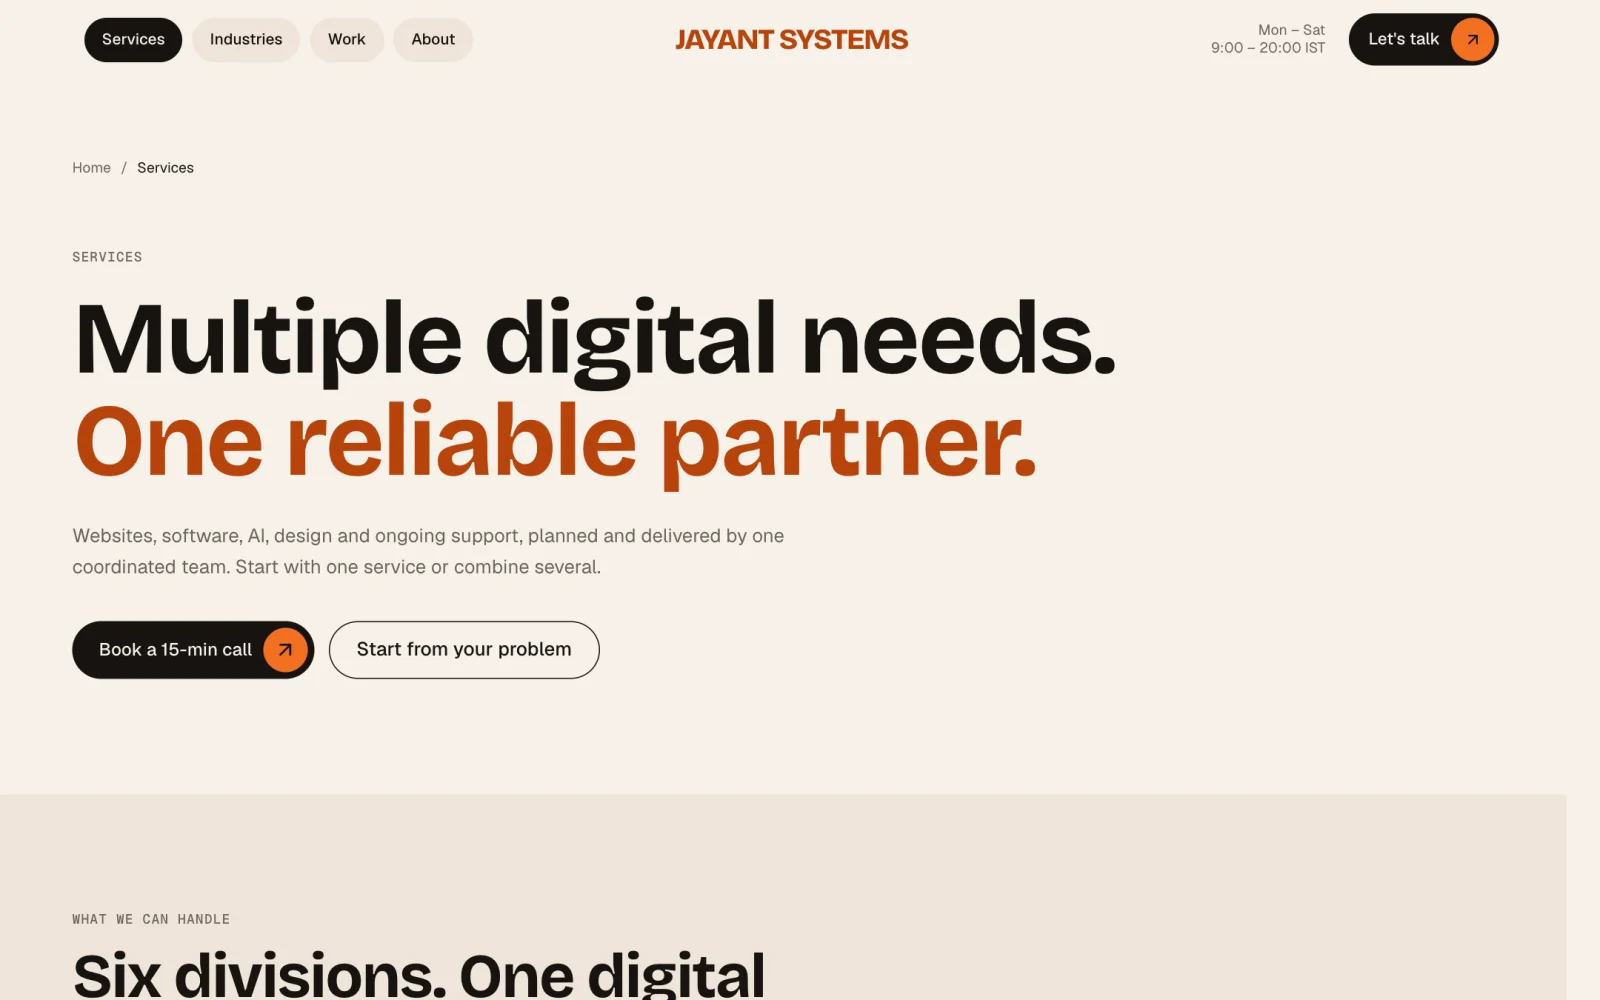 Services
Industries
Work
About
JAYANT SYSTEMS
Mon – Sat
9:00 – 20:00 IST
Let's talk
Home / Services
SERVICES
Multiple digital needs.
One reliable partner.
Websites, software, AI, design and ongoing support, planned and delivered by one
coordinated team. Start with one service or combine several.
Book a 15-min call
Start from your problem
WHAT WE CAN HANDLE
Six divisions. One digital